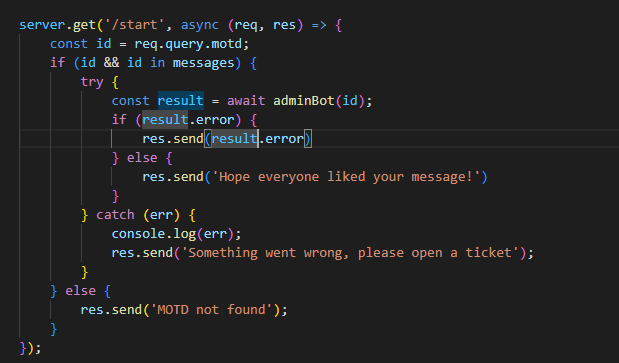 server.get('/start', async (req, res) => {
    const id = req.query.motd;
    if (id && id in messages) {
        try {
            const result = await adminBot(id);
            if (result.error) {
                res.send(result.error)
            } else {
                res.send('Hope everyone liked your message!')
            }
        } catch (err) {
            console.log(err);
            res.send('Something went wrong, please open a ticket');
        }
    } else {
        res.send('MOTD not found');
    }
});